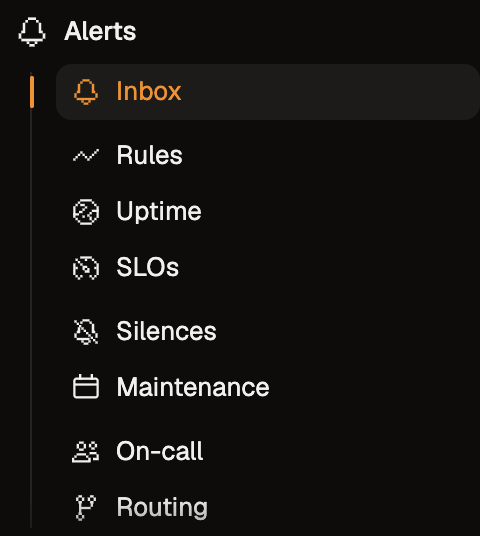 Alerts
Inbox
Rules
Uptime
SLOs
Silences
Maintenance
On-call
Routing